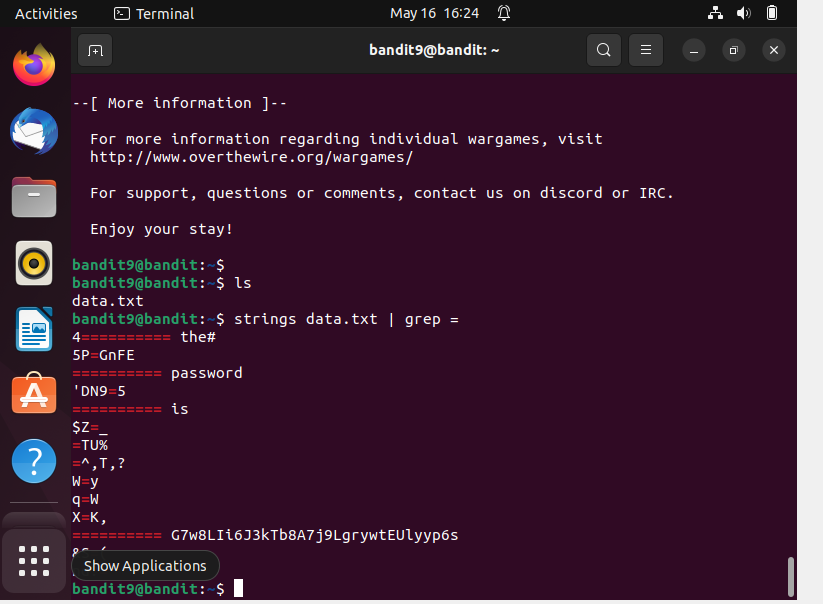 Activities Terminal May 16 16:24
bandit9@bandit: ~
--[ More information ]--
For more information regarding individual wargames, visit
http://www.overthewire.org/wargames/
For support, questions or comments, contact us on discord or IRC.
Enjoy your stay!
bandit9@bandit:~$
bandit9@bandit:~$ ls
data.txt
bandit9@bandit:~$ strings data.txt | grep =
4========== the#
5P=GnFE
========== password
'DN9=5
========== is
$Z=_
=TU%
=^,T,?
W=y
q=W
X=K,
========== G7w8LIi6J3kTb8A7j9LgrywtEUlyyp6s
Show Applications
bandit9@bandit:~$